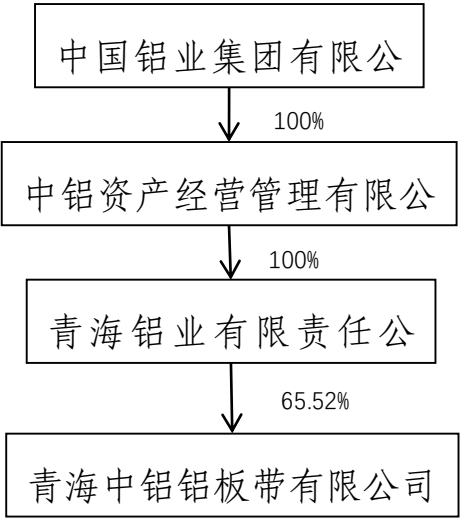 中国铝业集团有限公
100%
中铝资产经营管理有限公
100%
青海铝业有限责任公
65.52%
青海中铝铝板带有限公司